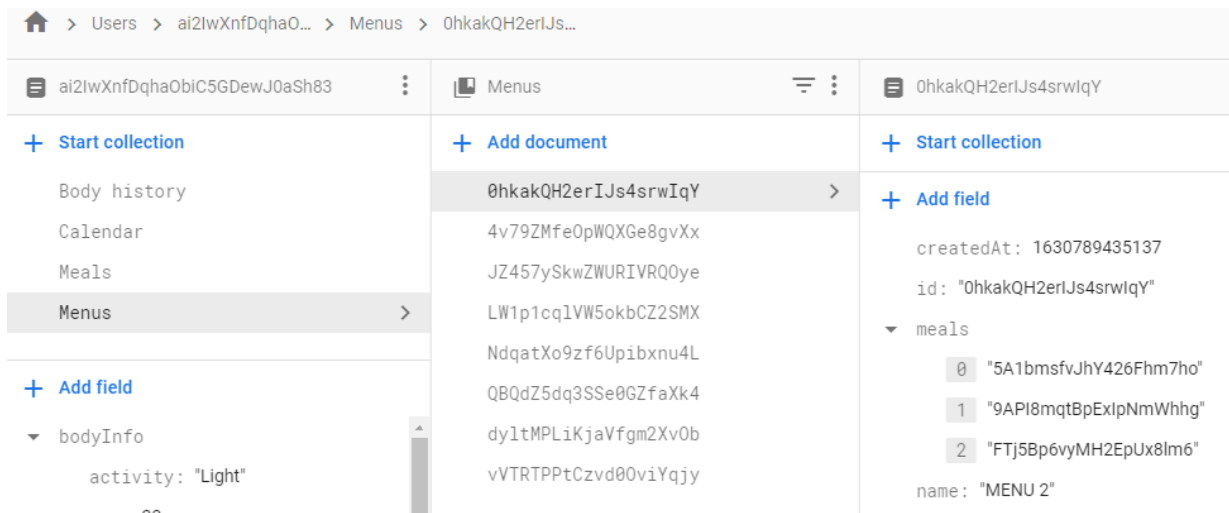 Users > ai2IwXnfDqhaO... > Menus > 0hkakQH2erIJs...
ai2IwXnfDqhaObiC5GDewJ0aSh83
Start collection
Body history
Calendar
Meals
Menus
Add field
bodyInfo
activity: "Light"
Menus
Add document
0hkakQH2erIJs4srwIqY
4v79ZMfeOpWQXGe8gvXx
JZ457ySkwZWURIVRQOye
LW1p1cqlVW5okbCZ2SMX
NdqatXo9zf6Upibxnu4L
QBQdZ5dq3SSe0GZfaXk4
dyltMPLiKjaVfgm2XvOb
vVTRTPPtCzvd0OviYqjy
0hkakQH2erIJs4srwIqY
Start collection
Add field
createdAt: 1630789435137
id: "0hkakQH2erIJs4srwIqY"
meals
0 "5A1bmsfvJhY426Fhm7ho"
1 "9API8mqtBpExIpNmWhhg"
2 "FTj5Bp6vyMH2EpUx8lm6"
name: "MENU 2"